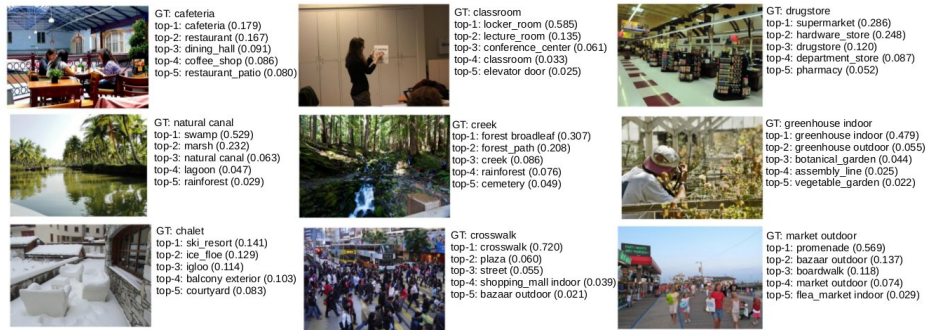 GT: cafeteria
top-1: cafeteria (0.179)
top-2: restaurant (0.167)
top-3: dining_hall (0.091)
top-4: coffee_shop (0.086)
top-5: restaurant_patio (0.080)
GT: classroom
top-1: locker_room (0.585)
top-2: lecture_room (0.135)
top-3: conference_center (0.061)
top-4: classroom (0.033)
top-5: elevator door (0.025)
GT: drugstore
top-1: supermarket (0.286)
top-2: hardware_store (0.248)
top-3: drugstore (0.120)
top-4: department_store (0.087)
top-5: pharmacy (0.052)
GT: natural canal
top-1: swamp (0.529)
top-2: marsh (0.232)
top-3: natural canal (0.063)
top-4: lagoon (0.047)
top-5: rainforest (0.029)
GT: creek
top-1: forest broadleaf (0.307)
top-2: forest_path (0.208)
top-3: creek (0.086)
top-4: rainforest (0.076)
top-5: cemetery (0.049)
GT: greenhouse indoor
top-1: greenhouse indoor (0.479)
top-2: greenhouse outdoor (0.055)
top-3: botanical_garden (0.044)
top-4: assembly_line (0.025)
top-5: vegetable_garden (0.022)
GT: chalet
top-1: ski_resort (0.141)
top-2: ice_floe (0.129)
top-3: igloo (0.114)
top-4: balcony exterior (0.103)
top-5: courtyard (0.083)
GT: crosswalk
top-1: crosswalk (0.720)
top-2: plaza (0.060)
top-3: street (0.055)
top-4: shopping_mall indoor (0.039)
top-5: bazaar outdoor (0.021)
GT: market outdoor
top-1: promenade (0.569)
top-2: bazaar outdoor (0.137)
top-3: boardwalk (0.118)
top-4: market outdoor (0.074)
top-5: flea_market indoor (0.029)